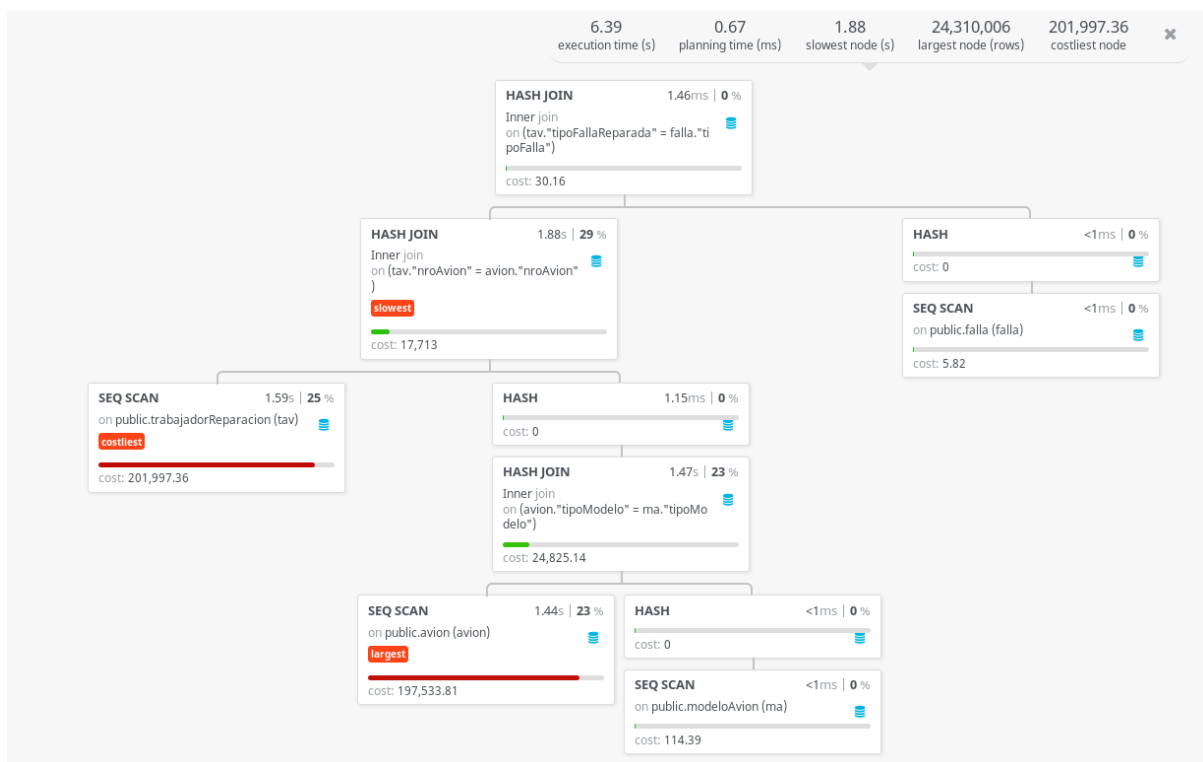 6.39 0.67 1.88 24,310,006 201,997.36
execution time (s) planning time (ms) slowest node (s) largest node (rows) costliest node
HASH JOIN 1.46ms | 0 %
Inner join
on (tav."tipoFallaReparada" = falla."ti
poFalla")
cost: 30.16
HASH JOIN 1.88s | 29 %
Inner join
on (tav."nroAvion" = avion."nroAvion"
)
slowest
cost: 17,713
HASH <1ms | 0 %
cost: 0
SEQ SCAN <1ms | 0 %
on public.falla (falla)
cost: 5.82
SEQ SCAN 1.59s | 25 %
on public.trabajadorReparacion (tav)
costliest
cost: 201,997.36
HASH 1.15ms | 0 %
cost: 0
HASH JOIN 1.47s | 23 %
Inner join
on (avion."tipoModelo" = ma."tipoMo
delo")
cost: 24,825.14
SEQ SCAN 1.44s | 23 %
on public.avion (avion)
largest
cost: 197,533.81
HASH <1ms | 0 %
cost: 0
SEQ SCAN <1ms | 0 %
on public.modeloAvion (ma)
cost: 114.39